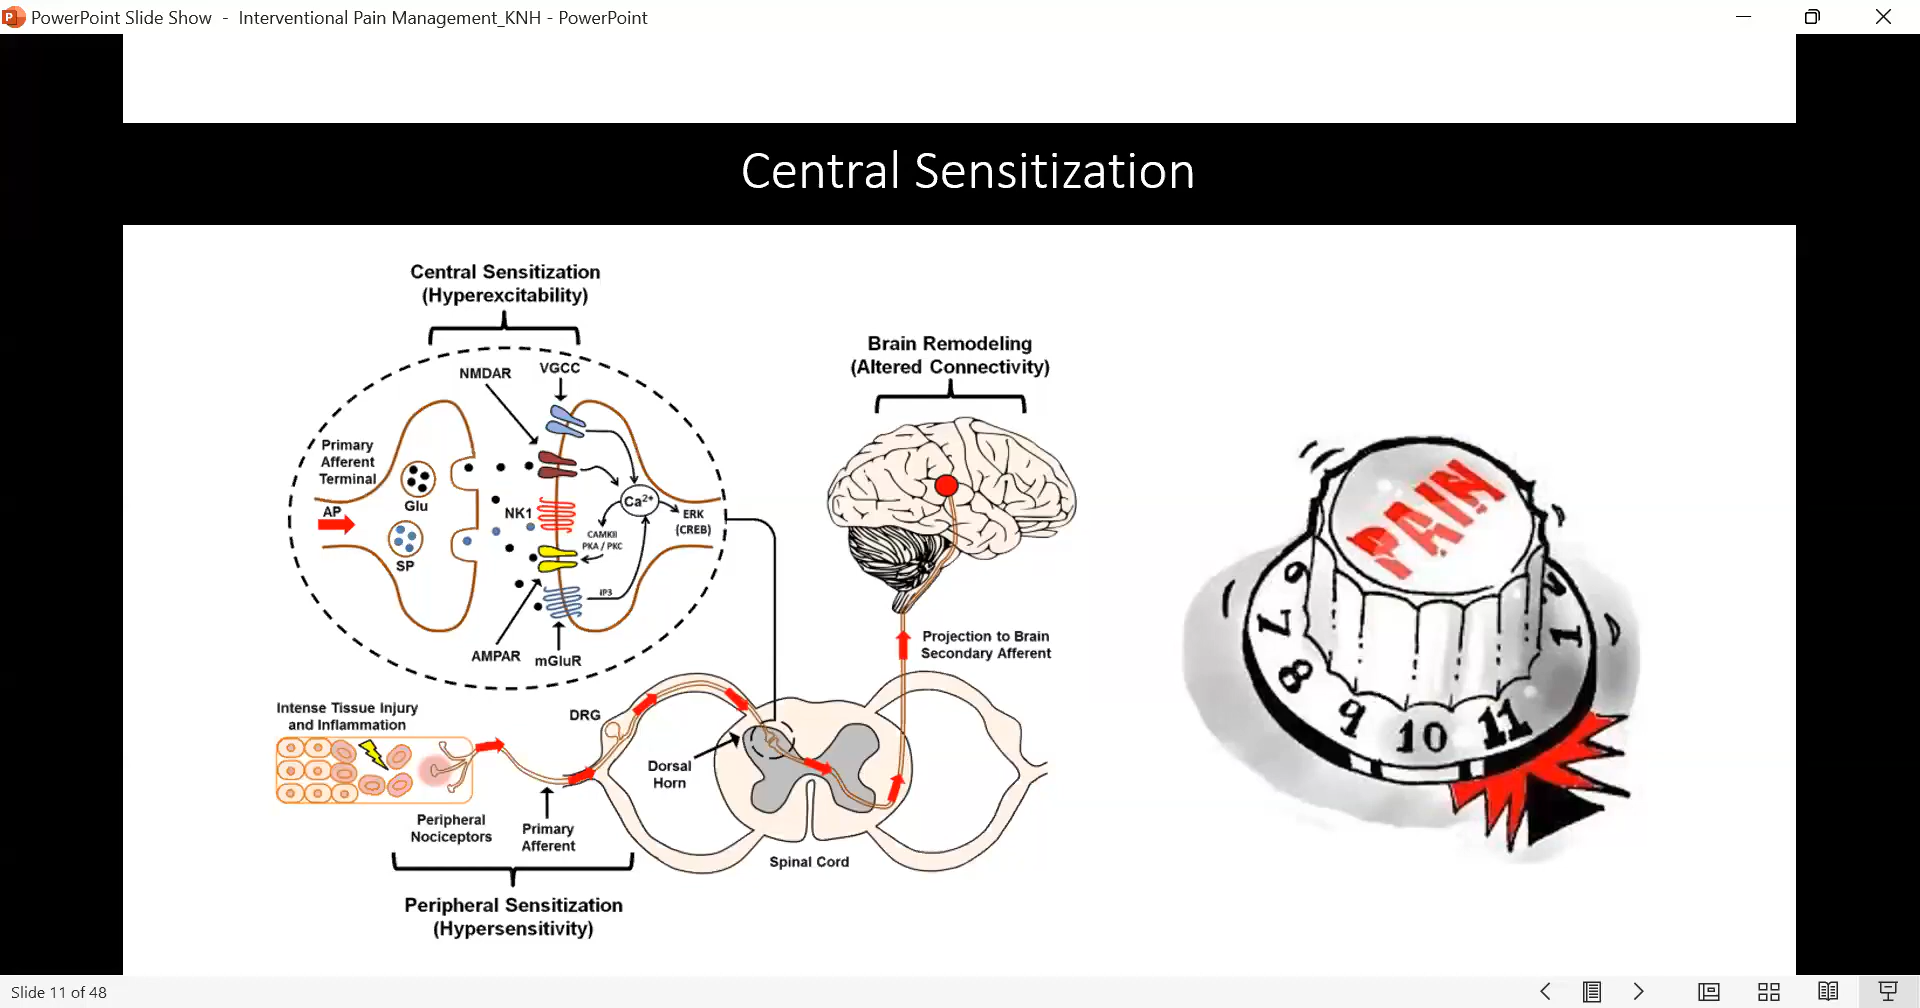 PowerPoint Slide Show - Interventional Pain Management_KNH - PowerPoint
Central Sensitization
Central Sensitization
(Hyperexcitability)
NMDAR
VGCC
Primary
Afferent
Terminal
AP
Glu
SP
NK1
Ca2+
ERK
(CREB)
CAMKII
PKA / PKC
IP3
AMPAR
mGluR
Brain Remodeling
(Altered Connectivity)
Projection to Brain
Secondary Afferent
Intense Tissue Injury
and Inflammation
DRG
Dorsal
Horn
Peripheral
Nociceptors
Primary
Afferent
Spinal Cord
Peripheral Sensitization
(Hypersensitivity)
PAIN
6
7
8
9
10
11
1
2
Slide 11 of 48